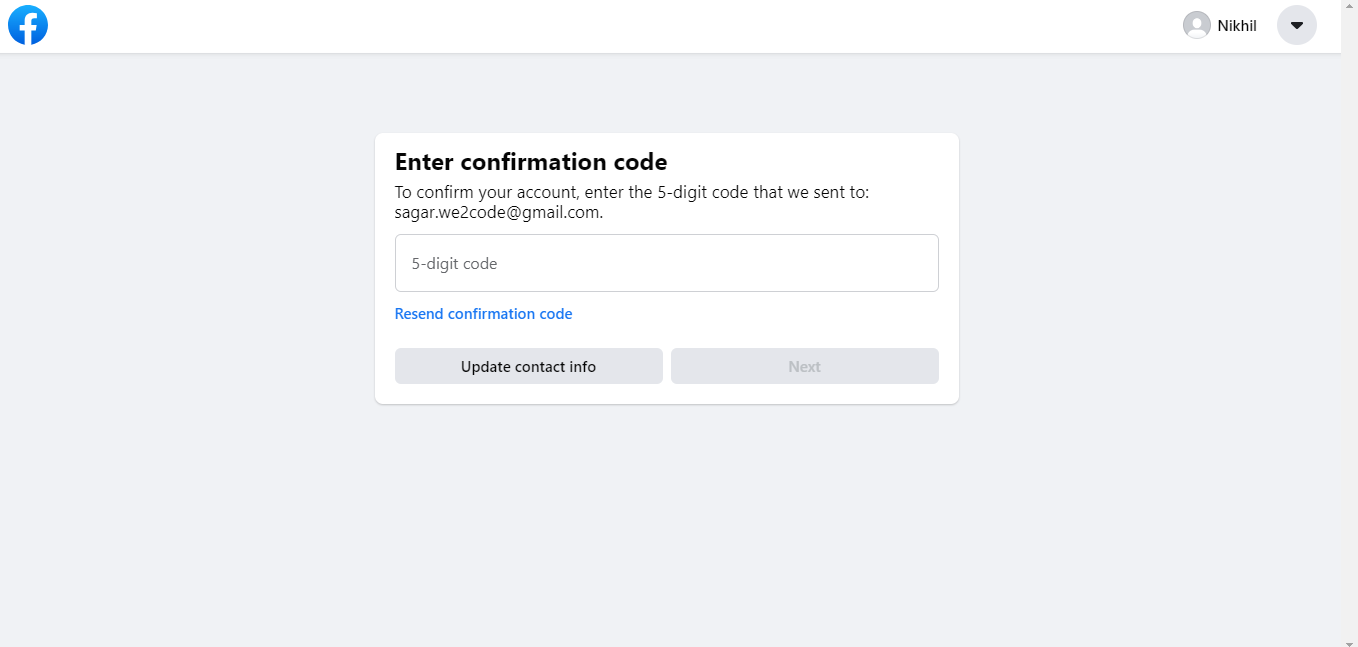 Nikhil
Enter confirmation code
To confirm your account, enter the 5-digit code that we sent to:
sagar.we2code@gmail.com.
5-digit code
Resend confirmation code
Update contact info
Next